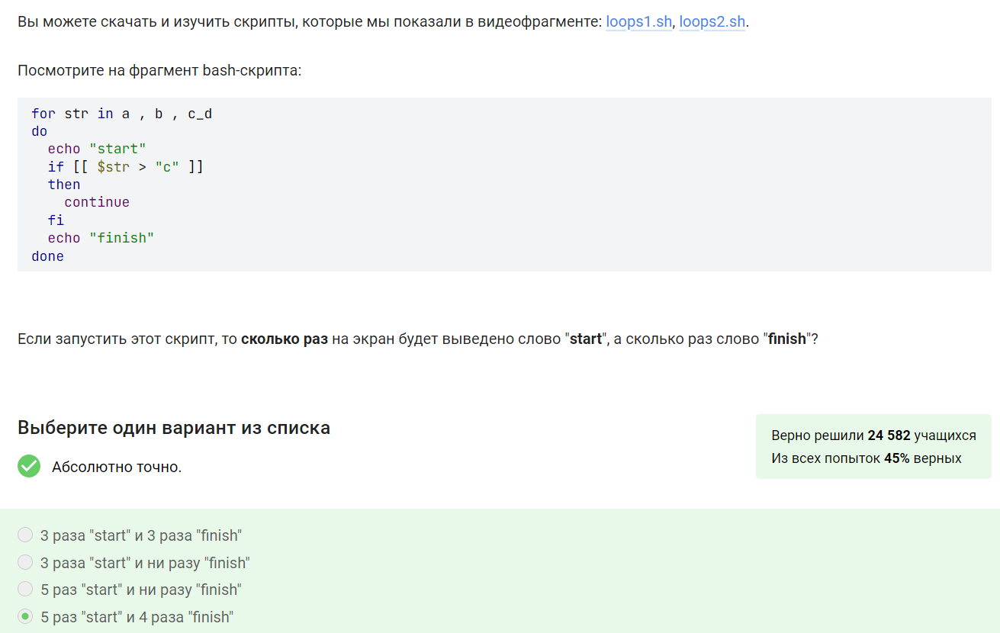 Вы можете скачать и изучить скрипты, которые мы показали в видеофрагменте: loops1.sh, loops2.sh.
Посмотрите на фрагмент bash-скрипта:
for str in a , b , c_d
do
  echo "start"
  if [[ $str > "c" ]]
  then
    continue
  fi
  echo "finish"
done
Если запустить этот скрипт, то сколько раз на экран будет выведено слово "start", а сколько раз слово "finish"?
Выберите один вариант из списка
Верно решили 24 582 учащихся
Из всех попыток 45% верных
Абсолютно точно.
3 раза "start" и 3 раза "finish"
3 раза "start" и ни разу "finish"
5 раз "start" и ни разу "finish"
5 раз "start" и 4 раза "finish"